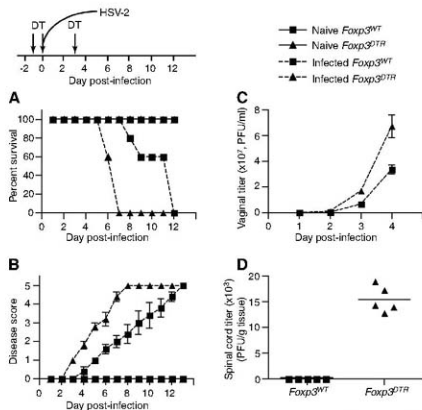 HSV-2
DT DT
0 2 4 6 8 10 12
Day post-infection
Naive Foxp3WT
Naive Foxp3DTR
Infected Foxp3WT
Infected Foxp3DTR
A
Percent survival
100
80
60
40
20
0
0 2 4 6 8 10 12 14
Day post-infection
C
Vaginal titer (x10⁷, PFU/ml)
8
6
4
2
0
0 1 2 3 4
Day post-infection
B
Disease score
5
4
3
2
1
0
0 2 4 6 8 10 12
Day post-infection
D
Spinal cord titer (x10³)
(PFU/g tissue)
20
15
10
5
0
Foxp3WT Foxp3DTR